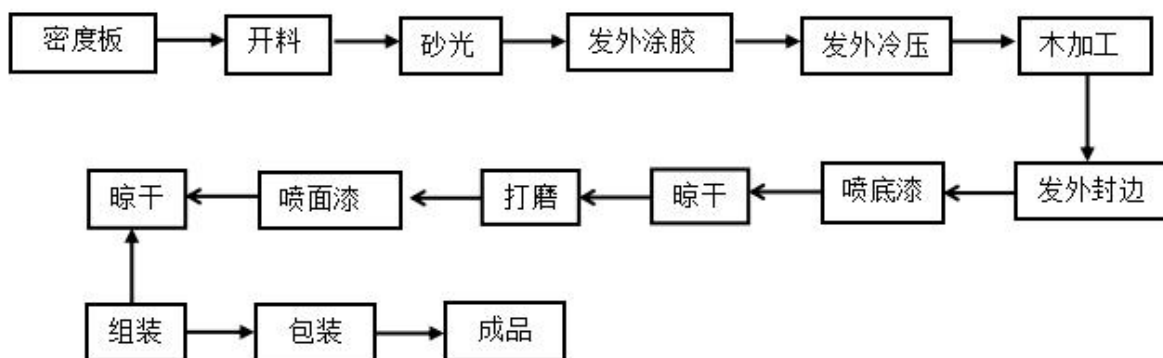 密度板 开料 砂光 发外涂胶 发外冷压 木加工
晾干 喷面漆 打磨 晾干 喷底漆 发外封边
组装 包装 成品